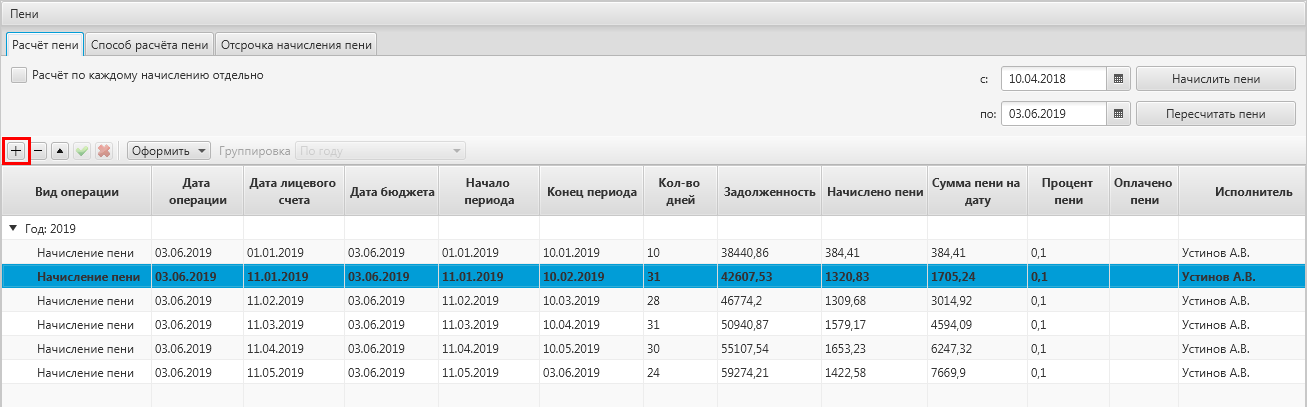 Пени
Расчёт пени Способ расчёта пени Отсрочка начисления пени
Расчёт по каждому начислению отдельно с: 10.04.2018 Начислить пени
по: 03.06.2019 Пересчитать пени
Оформить Группировка По году
Вид операции Дата операции Дата лицевого счета Дата бюджета Начало периода Конец периода Кол-во дней Задолженность Начислено пени Сумма пени на дату Процент пени Оплачено пени Исполнитель
Год: 2019
Начисление пени 03.06.2019 01.01.2019 03.06.2019 01.01.2019 10.01.2019 10 38440,86 384,41 384,41 0,1 Устинов А.В.
Начисление пени 03.06.2019 11.01.2019 03.06.2019 11.01.2019 10.02.2019 31 42607,53 1320,83 1705,24 0,1 Устинов А.В.
Начисление пени 03.06.2019 11.02.2019 03.06.2019 11.02.2019 10.03.2019 28 46774,2 1309,68 3014,92 0,1 Устинов А.В.
Начисление пени 03.06.2019 11.03.2019 03.06.2019 11.03.2019 10.04.2019 31 50940,87 1579,17 4594,09 0,1 Устинов А.В.
Начисление пени 03.06.2019 11.04.2019 03.06.2019 11.04.2019 10.05.2019 30 55107,54 1653,23 6247,32 0,1 Устинов А.В.
Начисление пени 03.06.2019 11.05.2019 03.06.2019 11.05.2019 03.06.2019 24 59274,21 1422,58 7669,9 0,1 Устинов А.В.